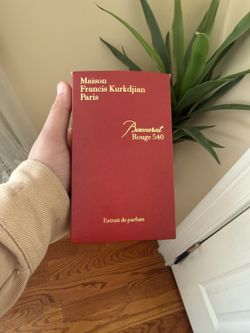 Maison
Francis Kurkdjian
Paris
Baccarat
Rouge 540
Extrait de parfum